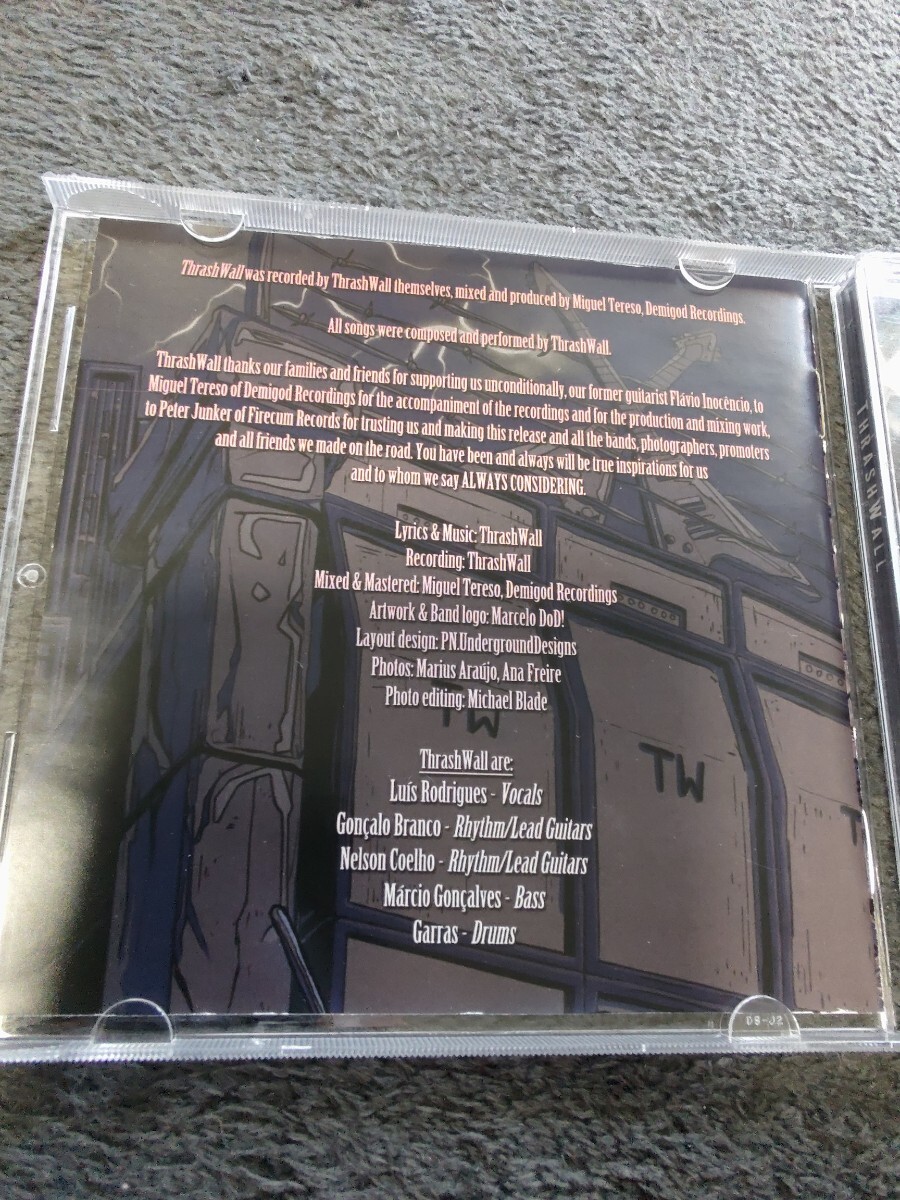 ThrashWall was recorded by ThrashWall themselves, mixed and produced by Miguel Tereso, Demigod Recordings.
All songs were composed and performed by ThrashWall.
ThrashWall thanks our families and friends for supporting us unconditionally, our former guitarist Flávio Inocêncio, to
Miguel Tereso of Demigod Recordings for the accompaniment of the recordings and for the production and mixing work,
to Peter Junker of Firecum Records for trusting us and making this release and all the bands, photographers, promoters
and all friends we made on the road. You have been and always will be true inspirations for us
and to whom we say ALWAYS CONSIDERING.
Lyrics & Music: ThrashWall
Recording: ThrashWall
Mixed & Mastered: Miguel Tereso, Demigod Recordings
Artwork & Band logo: Marcelo DoD!
Layout design: PN.UndergroundDesigns
Photos: Marius Araújo, Ana Freire
Photo editing: Michael Blade
TW
TW
T
ThrashWall are:
Luís Rodrigues - Vocals
Gonçalo Branco - Rhythm/Lead Guitars
Nelson Coelho - Rhythm/Lead Guitars
Márcio Gonçalves - Bass
Garras - Drums
THRASHWALL
DS-J2